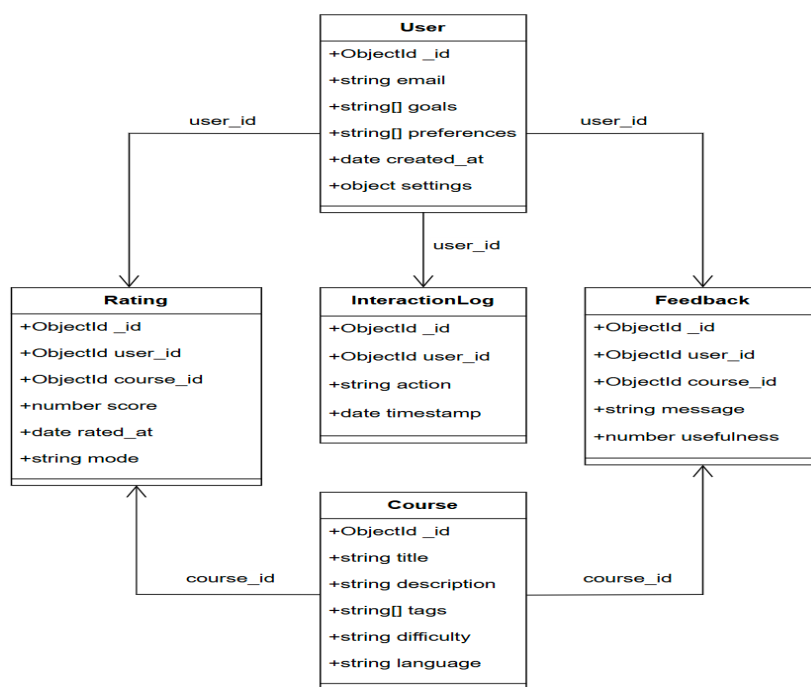 User
+ObjectId _id
+string email
+string[] goals
+string[] preferences
+date created_at
+object settings
user_id
user_id
user_id
Rating
+ObjectId _id
+ObjectId user_id
+ObjectId course_id
+number score
+date rated_at
+string mode
InteractionLog
+ObjectId _id
+ObjectId user_id
+string action
+date timestamp
Feedback
+ObjectId _id
+ObjectId user_id
+ObjectId course_id
+string message
+number usefulness
course_id
course_id
Course
+ObjectId _id
+string title
+string description
+string[] tags
+string difficulty
+string language